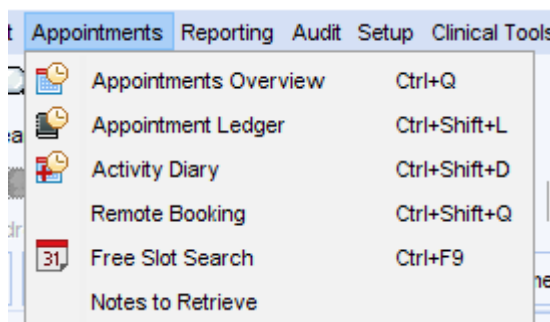 t Appointments Reporting Audit Setup Clinical Tools
Appointments Overview Ctrl+Q
Appointment Ledger Ctrl+Shift+L
Activity Diary Ctrl+Shift+D
Remote Booking Ctrl+Shift+Q
31 Free Slot Search Ctrl+F9
Notes to Retrieve